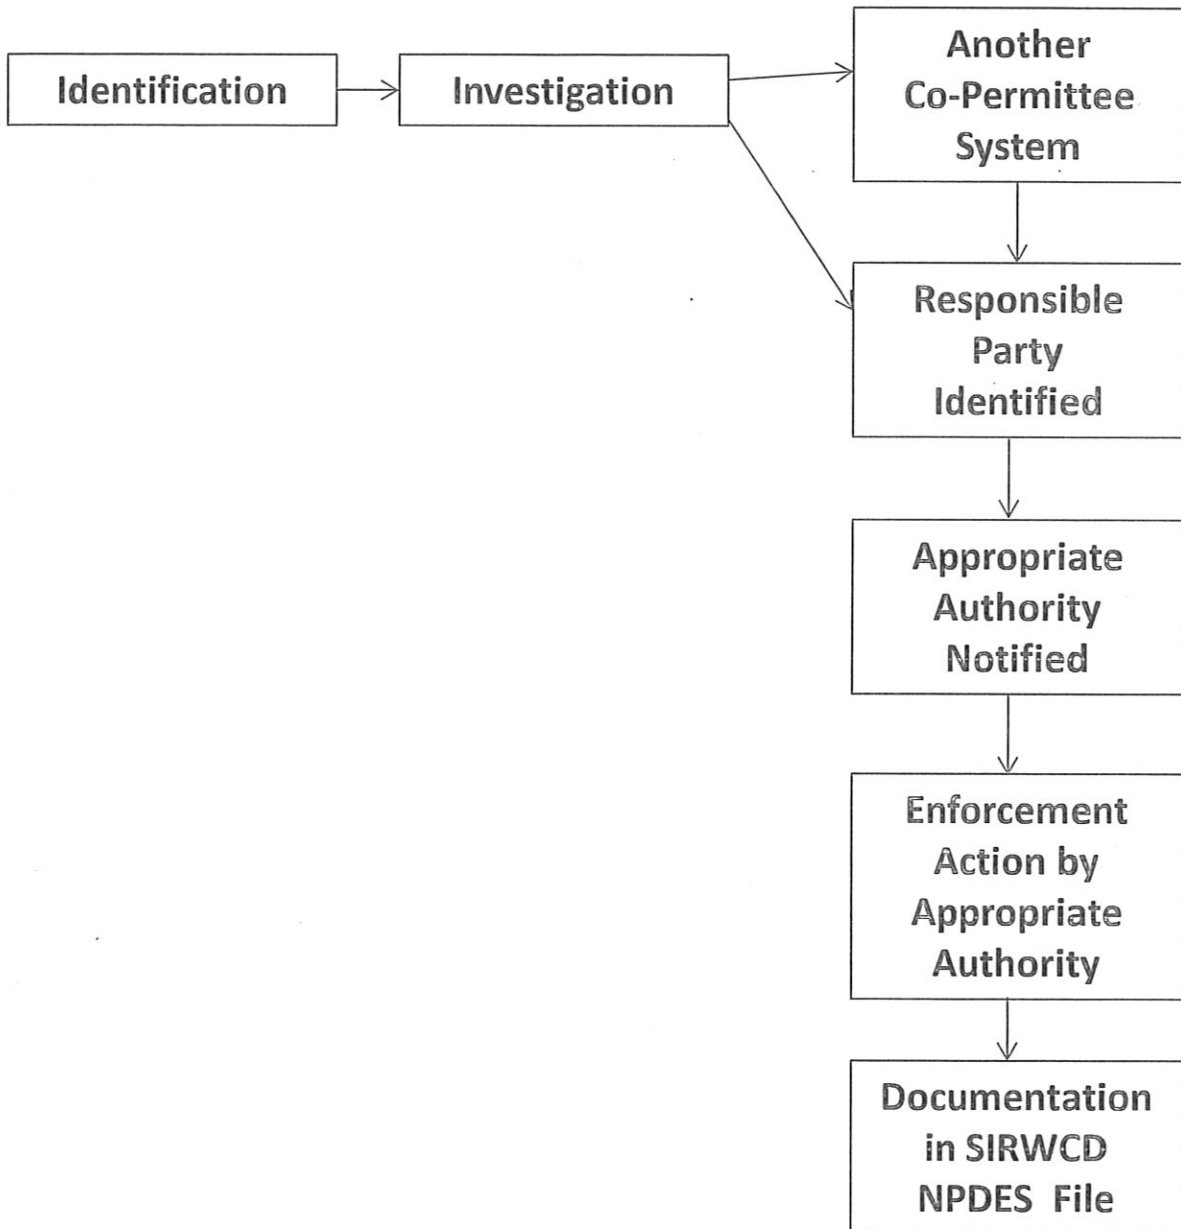 Identification
Investigation
Another
Co-Permittee
System
Responsible
Party
Identified
Appropriate
Authority
Notified
Enforcement
Action by
Appropriate
Authority
Documentation
in SIRWCD
NPDES File